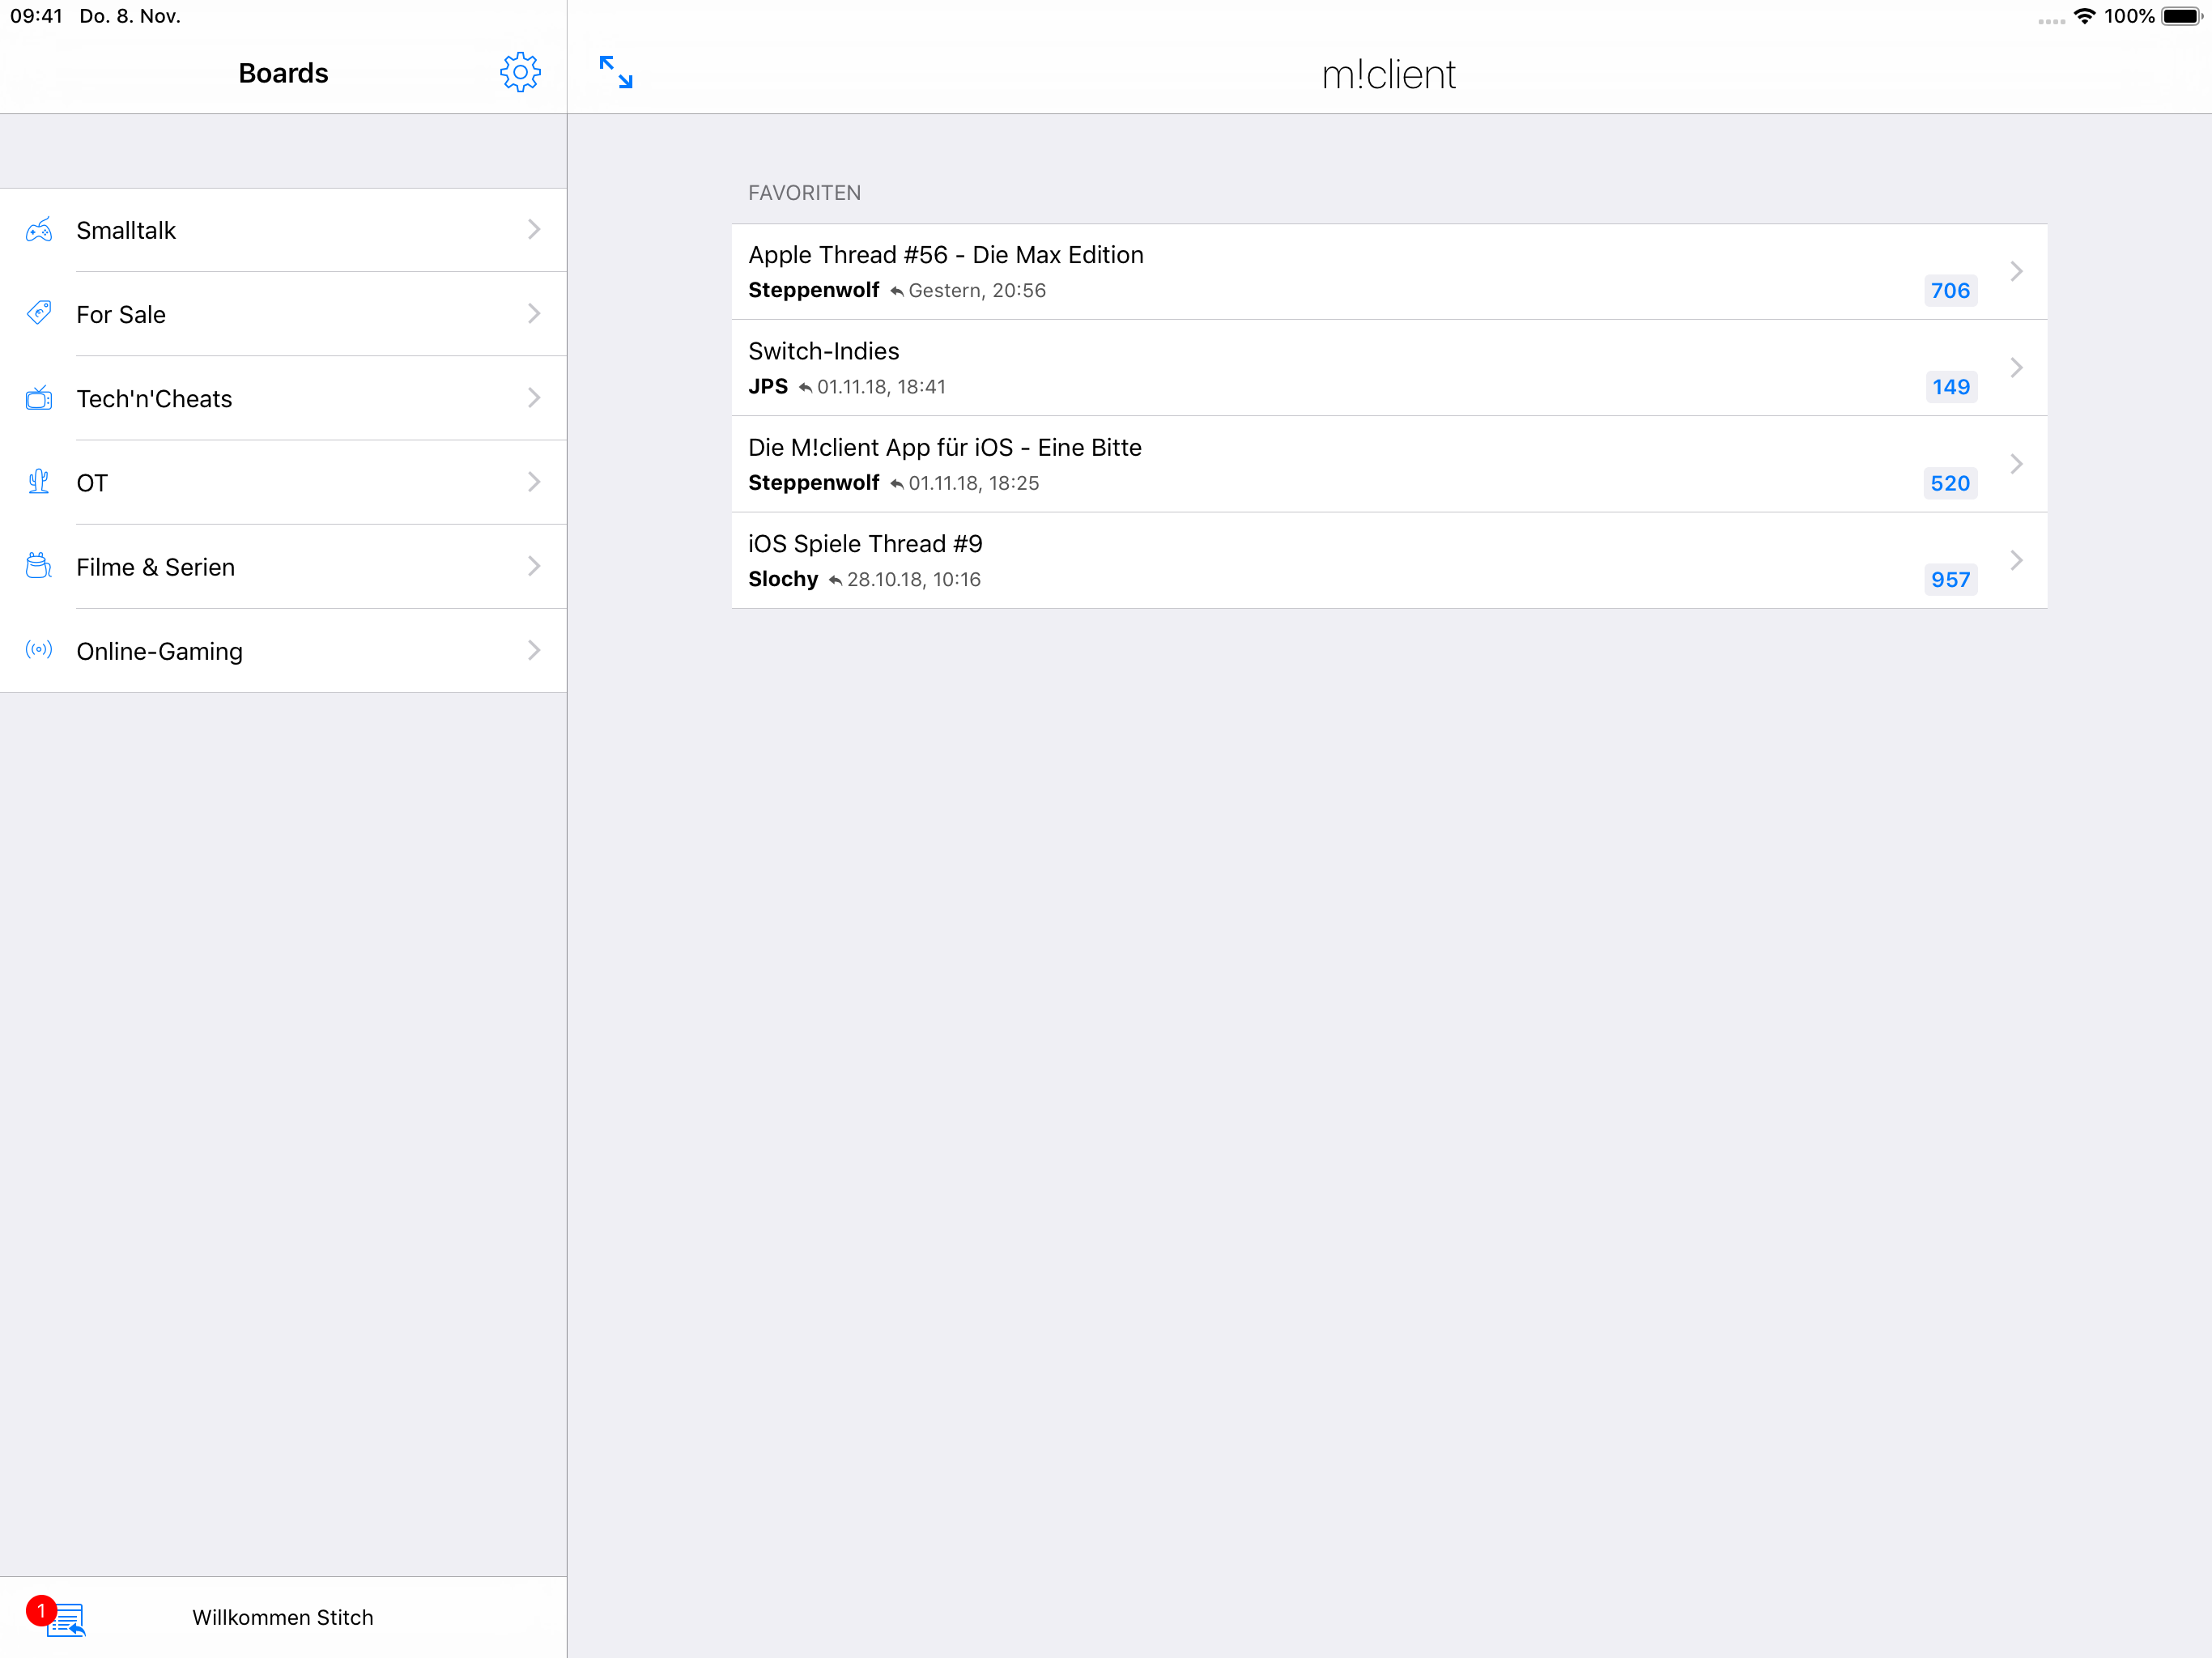 09:41 Do. 8. Nov.
100%
Boards
m!client
Smalltalk
For Sale
Tech'n'Cheats
OT
Filme & Serien
Online-Gaming
FAVORITEN
Apple Thread #56 - Die Max Edition
Steppenwolf Gestern, 20:56
706
Switch-Indies
JPS 01.11.18, 18:41
149
Die M!client App für iOS - Eine Bitte
Steppenwolf 01.11.18, 18:25
520
iOS Spiele Thread #9
Slochy 28.10.18, 10:16
957
1
Willkommen Stitch